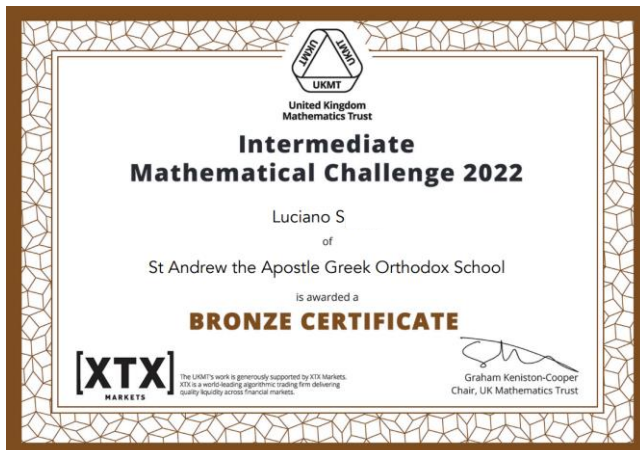 UKMT
UKMT
UKMT
United Kingdom
Mathematics Trust
Intermediate
Mathematical Challenge 2022
Luciano S
of
St Andrew the Apostle Greek Orthodox School
is awarded a
BRONZE CERTIFICATE
[XTX]
MARKETS
The UKMT's work is generously supported by XTX Markets.
XTX is a world-leading algorithmic trading firm delivering
quality liquidity across financial markets.
Graham Keniston-Cooper
Chair, UK Mathematics Trust